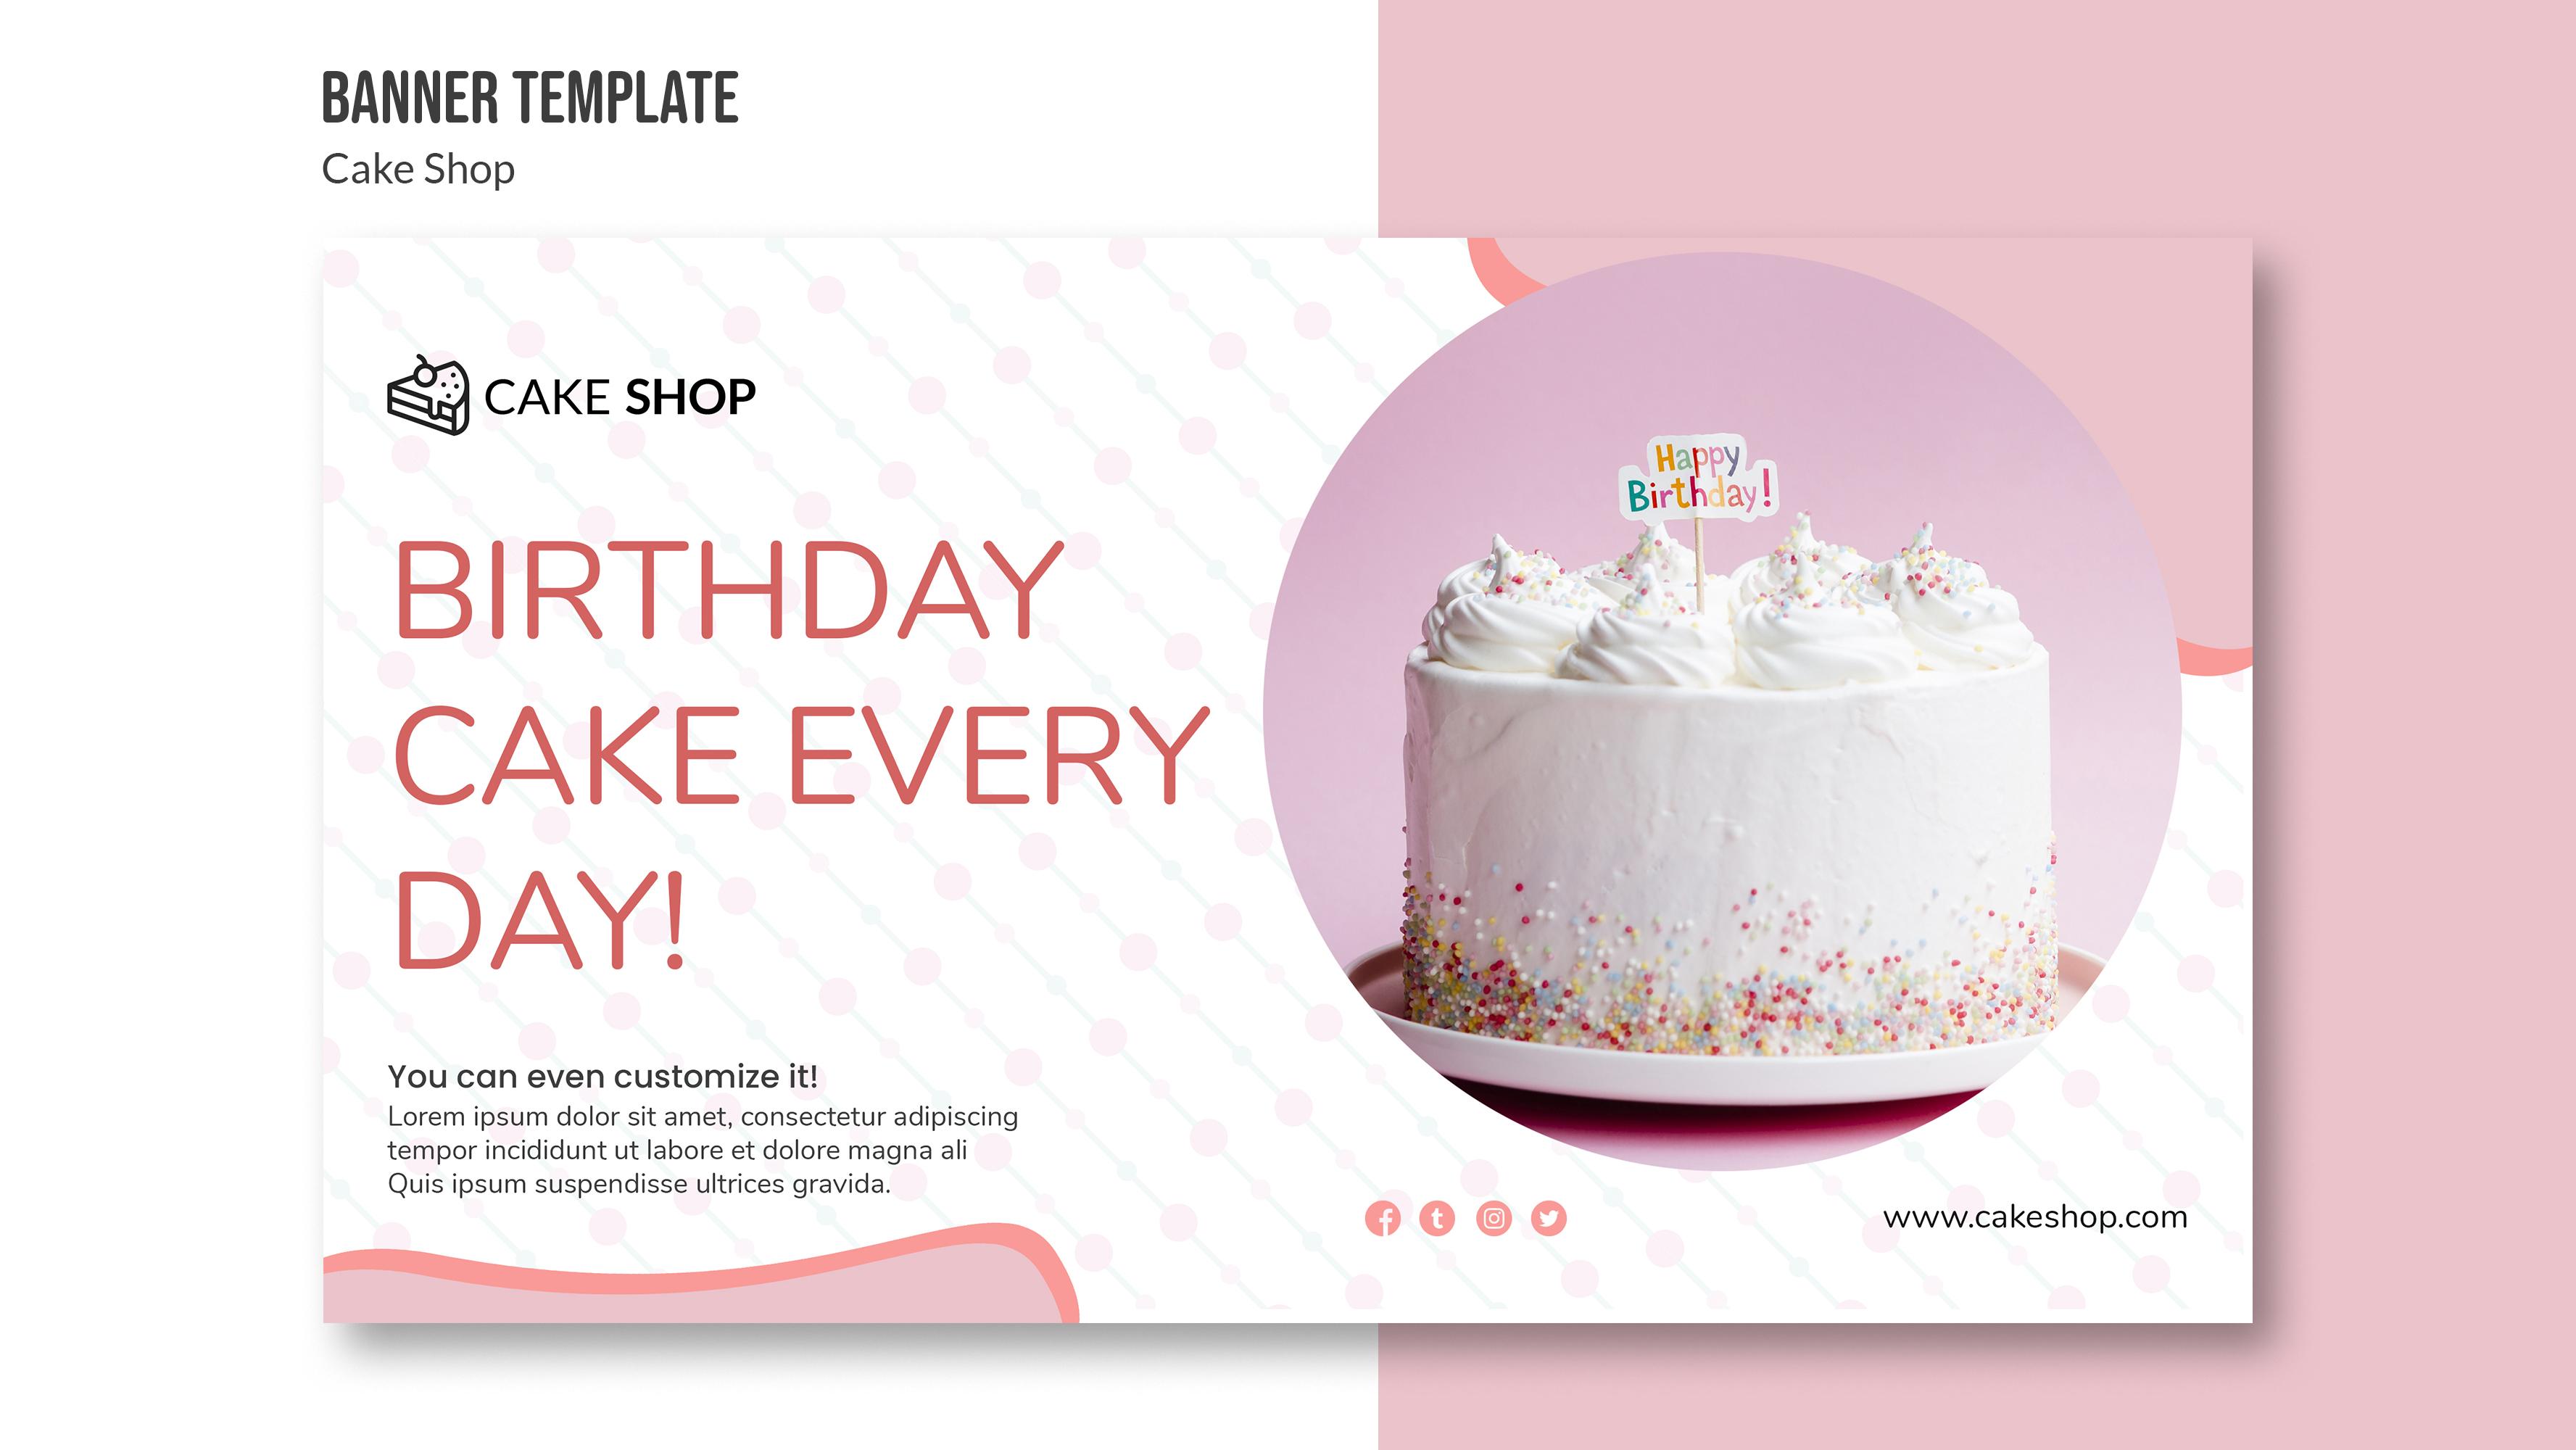 BANNER TEMPLATE
Cake Shop
CAKE SHOP
BIRTHDAY
CAKE EVERY
DAY!
Happy
Birthday!
You can even customize it!
Lorem ipsum dolor sit amet, consectetur adipiscing
tempor incididunt ut labore et dolore magna ali
Quis ipsum suspendisse ultrices gravida.
www.cakeshop.com